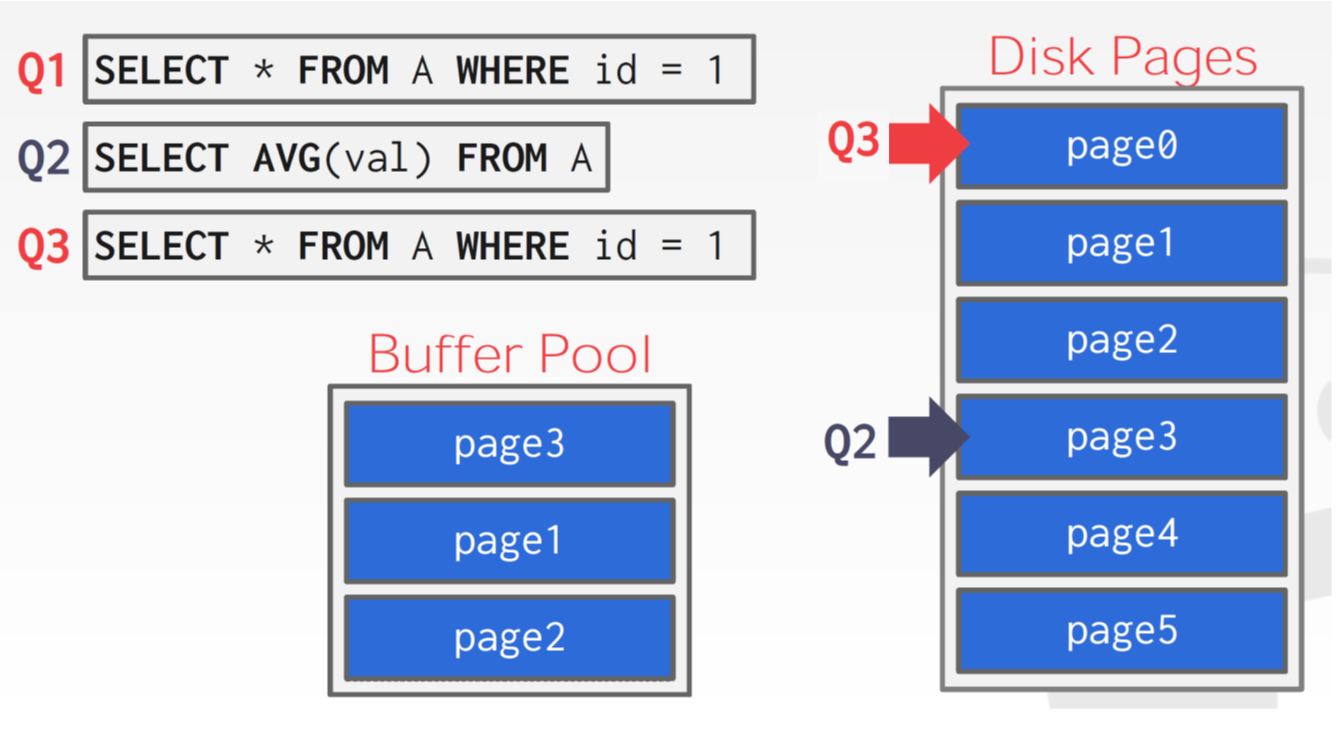 Q1 SELECT * FROM A WHERE id = 1
Q2 SELECT AVG(val) FROM A
Q3 SELECT * FROM A WHERE id = 1
Buffer Pool
page3
page1
page2
Disk Pages
Q3 page0
page1
page2
Q2 page3
page4
page5